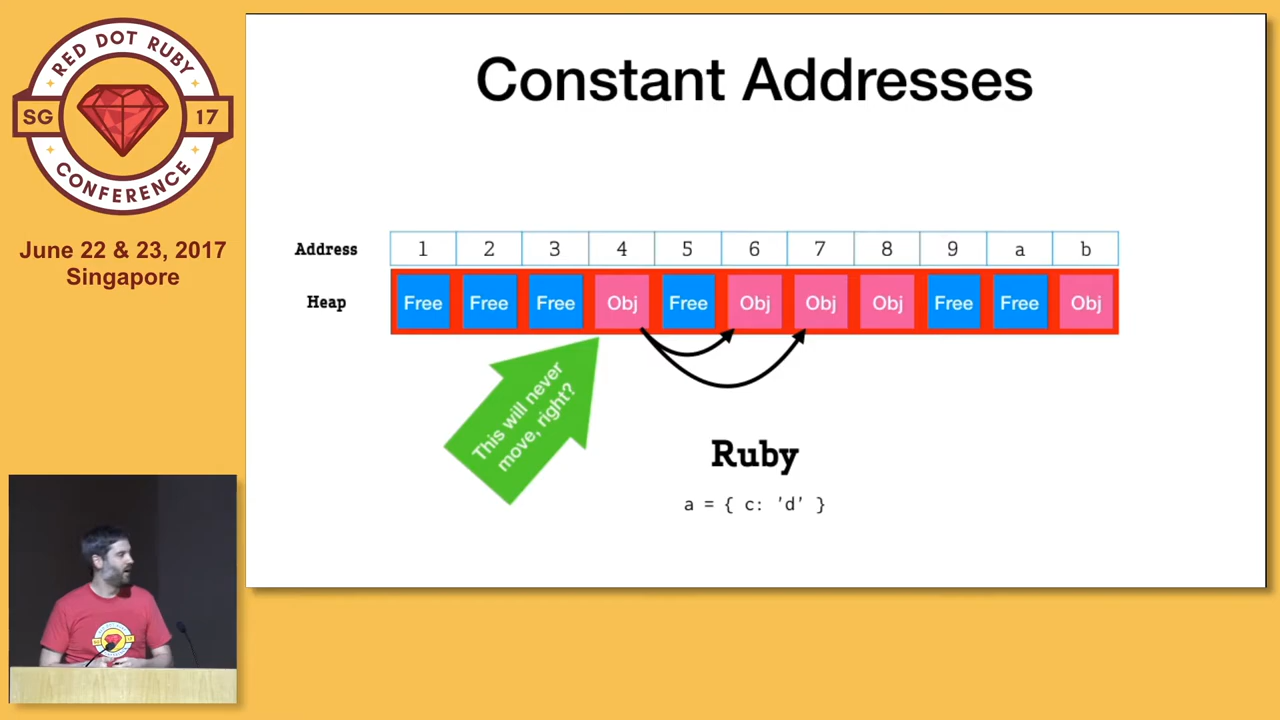 RED DOT RUBY
SG 17
CONFERENCE
June 22 & 23, 2017
Singapore
Constant Addresses
Address 1 2 3 4 5 6 7 8 9 a b
Heap Free Free Free Obj Free Obj Obj Obj Free Free Obj
This will never
move, right?
Ruby
a = { c: 'd' }